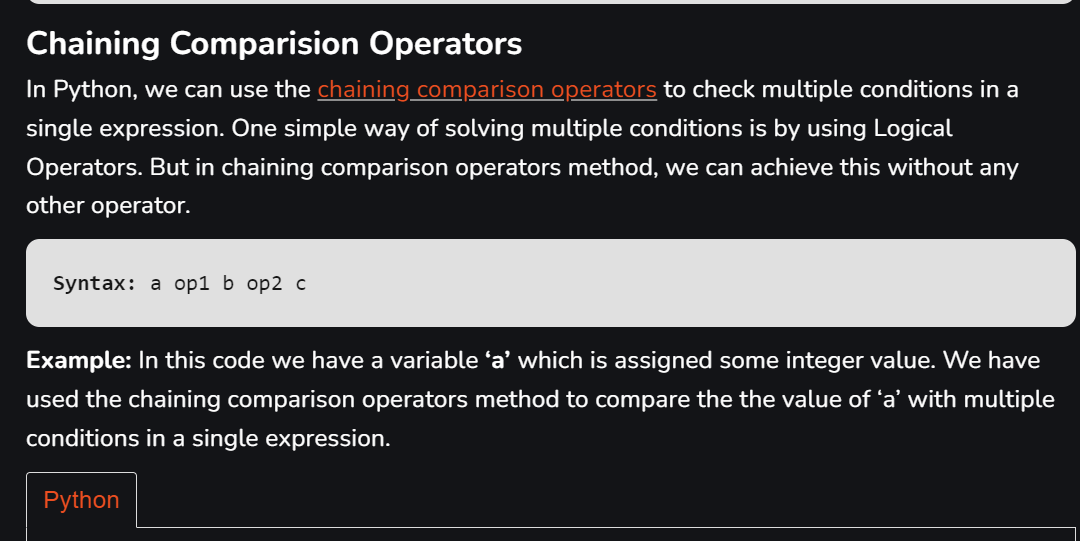 Chaining Comparision Operators
In Python, we can use the chaining comparison operators to check multiple conditions in a
single expression. One simple way of solving multiple conditions is by using Logical
Operators. But in chaining comparison operators method, we can achieve this without any
other operator.
Syntax: a op1 b op2 c
Example: In this code we have a variable ‘a’ which is assigned some integer value. We have
used the chaining comparison operators method to compare the the value of ‘a’ with multiple
conditions in a single expression.
Python